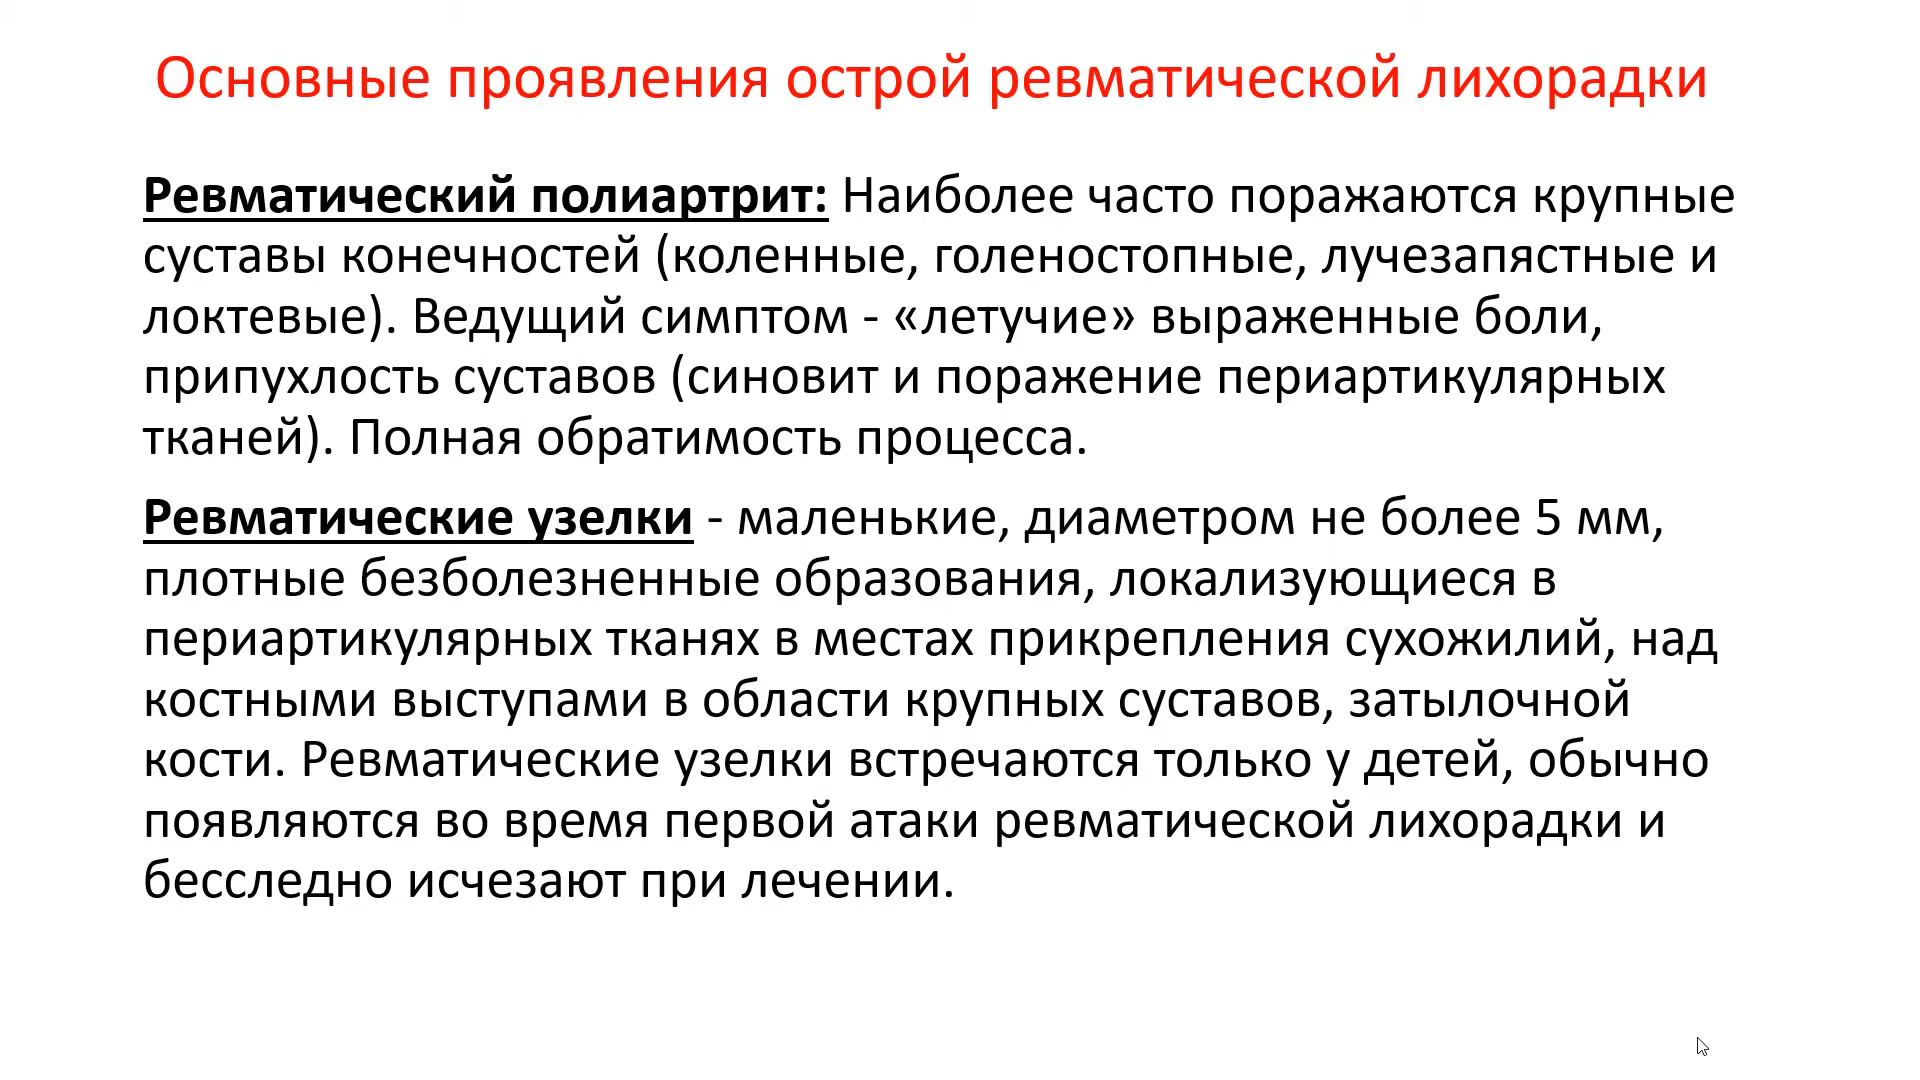 Основные проявления острой ревматической лихорадки
Ревматический полиартрит: Наиболее часто поражаются крупные
суставы конечностей (коленные, голеностопные, лучезапястные и
локтевые). Ведущий симптом - «летучие» выраженные боли,
припухлость суставов (синовит и поражение периартикулярных
тканей). Полная обратимость процесса.
Ревматические узелки - маленькие, диаметром не более 5 мм,
плотные безболезненные образования, локализующиеся в
периартикулярных тканях в местах прикрепления сухожилий, над
костными выступами в области крупных суставов, затылочной
кости. Ревматические узелки встречаются только у детей, обычно
появляются во время первой атаки ревматической лихорадки и
бесследно исчезают при лечении.